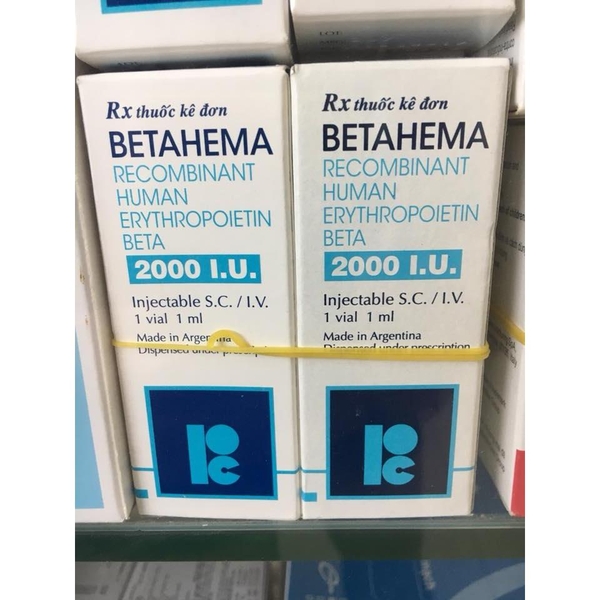 Rx thuốc kê đơn
BETAHEMA
RECOMBINANT
HUMAN
ERYTHROPOIETIN
BETA
2000 I.U.
Injectable S.C. / I.V.
1 vial 1 ml
Made in Argentina
Dispensed under
Rx thuốc kê đơn
BETAHEMA
RECOMBINANT
HUMAN
ERYTHROPOIETIN
BETA
2000 I.U.
Injectable S.C. / I.V.
1 vial 1 ml
Made in Argentina
Dispensed under prescription